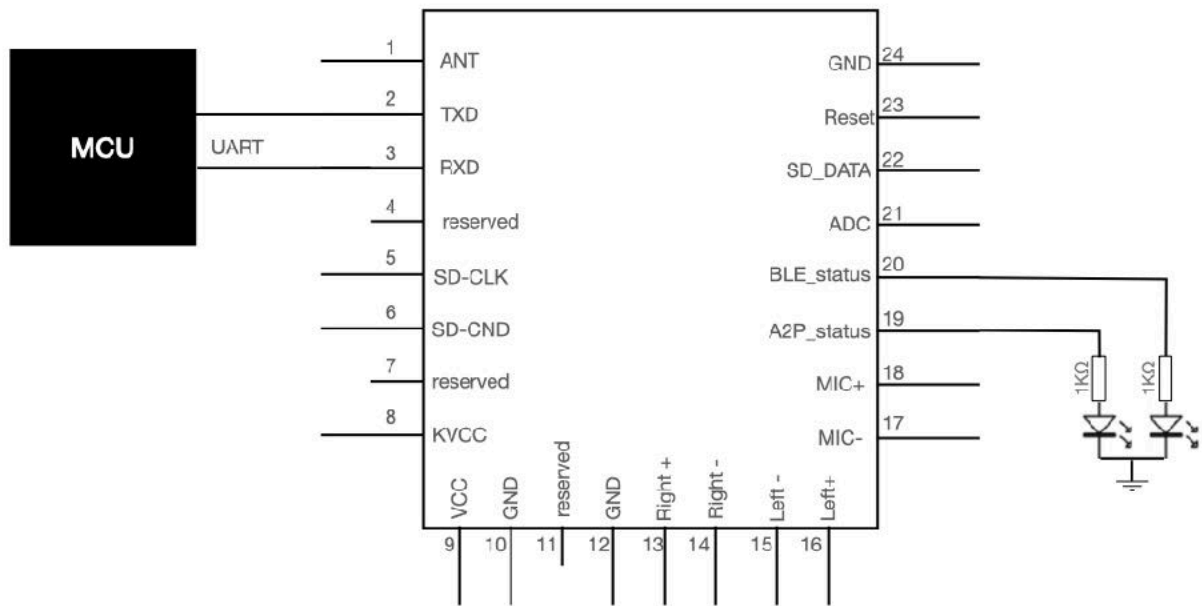 MCU
UART
1
ANT
2
TXD
3
RXD
4
reserved
5
SD-CLK
6
SD-CND
7
reserved
8
KVCC
VCC
9
GND
10
reserved
11
GND
12
Right +
13
Right -
14
Left -
15
Left+
16
GND
24
Reset
23
SD_DATA
22
ADC
21
BLE_status
20
A2P_status
19
MIC+
18
MIC-
17
1KΩ
1KΩ